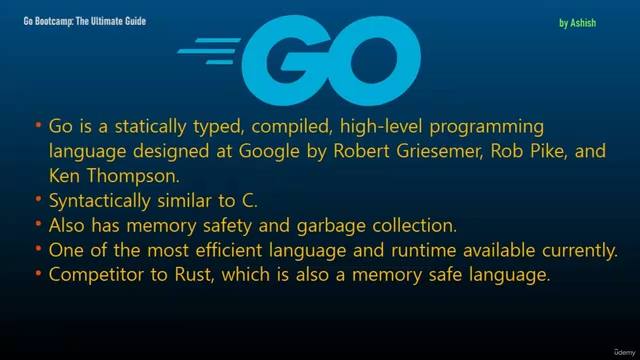 Go Bootcamp: The Ultimate Guide
by Ashish
GO
• Go is a statically typed, compiled, high-level programming
language designed at Google by Robert Griesemer, Rob Pike, and
Ken Thompson.
• Syntactically similar to C.
• Also has memory safety and garbage collection.
• One of the most efficient language and runtime available currently.
• Competitor to Rust, which is also a memory safe language.
udemy